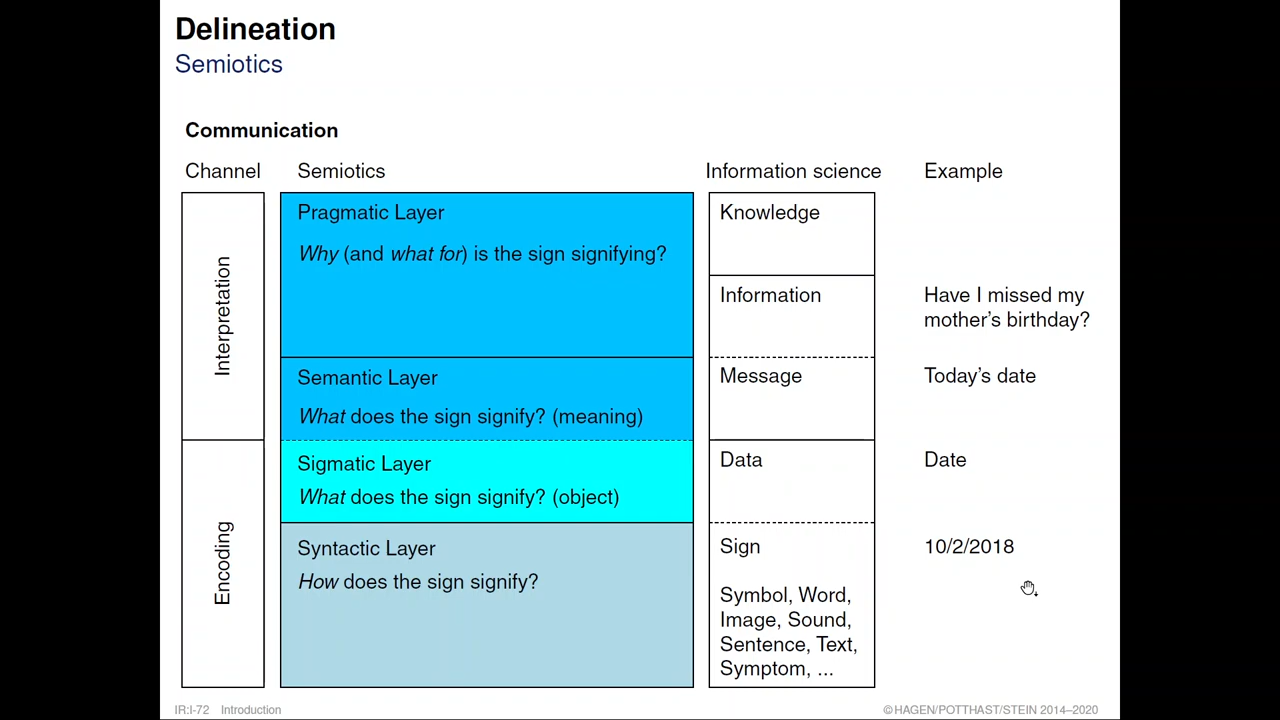 Delineation
Semiotics
Communication
Channel
Semiotics
Information science
Example
Interpretation
Pragmatic Layer
Why (and what for) is the sign signifying?
Knowledge
Information
Have I missed my
mother's birthday?
Semantic Layer
What does the sign signify? (meaning)
Message
Today's date
Encoding
Sigmatic Layer
What does the sign signify? (object)
Data
Date
Syntactic Layer
How does the sign signify?
Sign
10/2/2018
Symbol, Word,
Image, Sound,
Sentence, Text,
Symptom, ...
IR:I-72 Introduction
©HAGEN/POTTHAST/STEIN 2014–2020